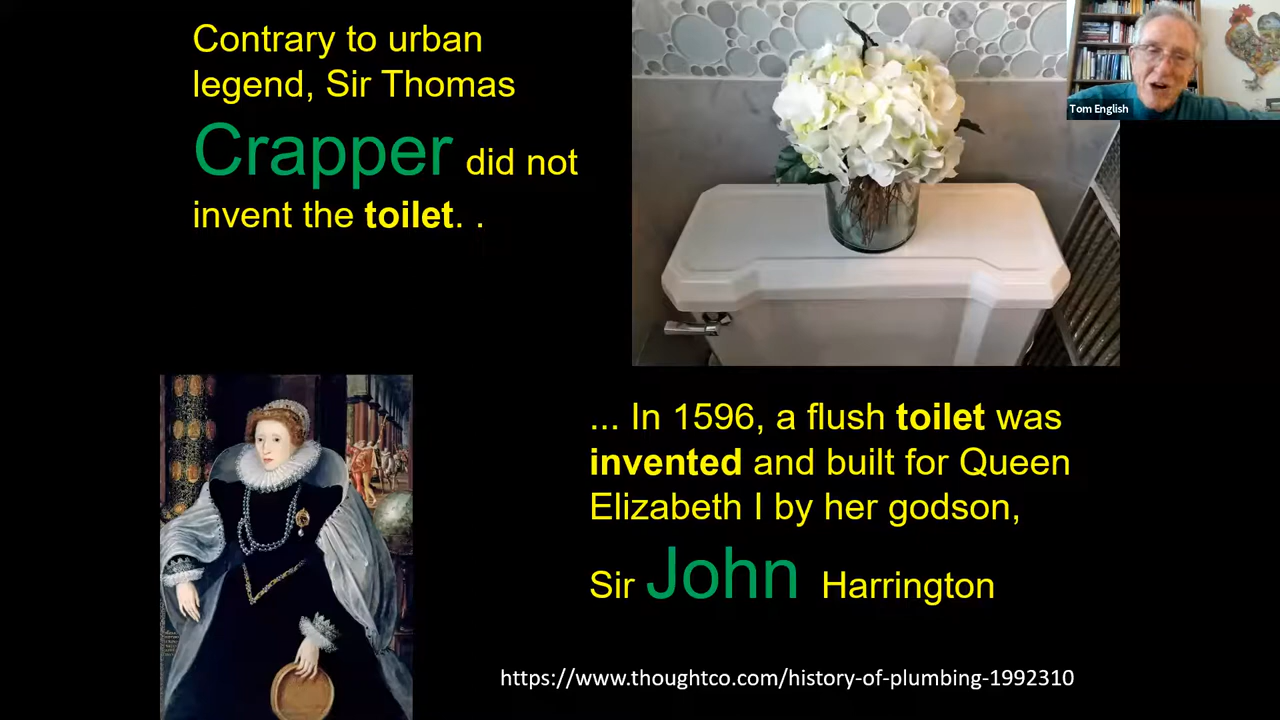 Contrary to urban
legend, Sir Thomas
Crapper did not
invent the toilet. .
Tom English
... In 1596, a flush toilet was
invented and built for Queen
Elizabeth I by her godson,
Sir John Harrington
https://www.thoughtco.com/history-of-plumbing-1992310